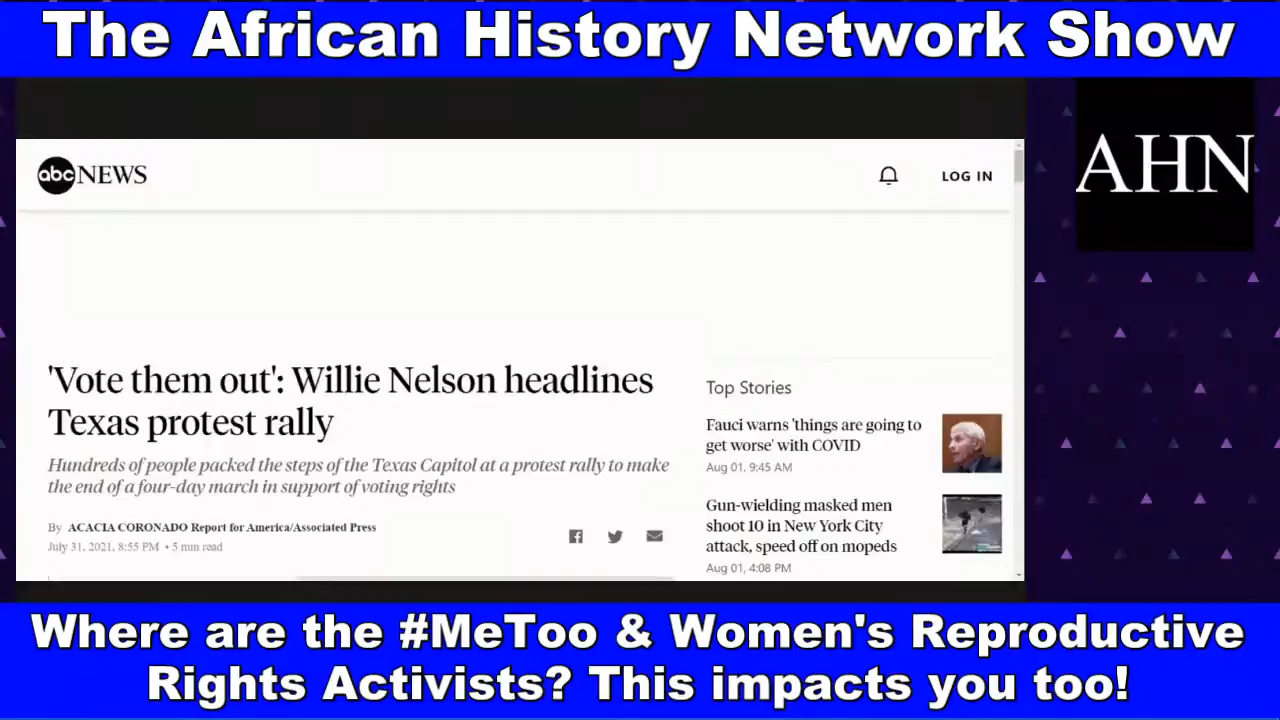 The African History Network Show
AHN
abc NEWS
LOG IN
'Vote them out': Willie Nelson headlines
Texas protest rally
Hundreds of people packed the steps of the Texas Capitol at a protest rally to make
the end of a four-day march in support of voting rights
By ACACIA CORONADO Report for America/Associated Press
July 31, 2021, 8:55 PM • 5 min read
Top Stories
Fauci warns 'things are going to
get worse' with COVID
Aug 01, 9:45 AM
Gun-wielding masked men
shoot 10 in New York City
attack, speed off on mopeds
Aug 01, 4:08 PM
Where are the #MeToo & Women's Reproductive
Rights Activists? This impacts you too!